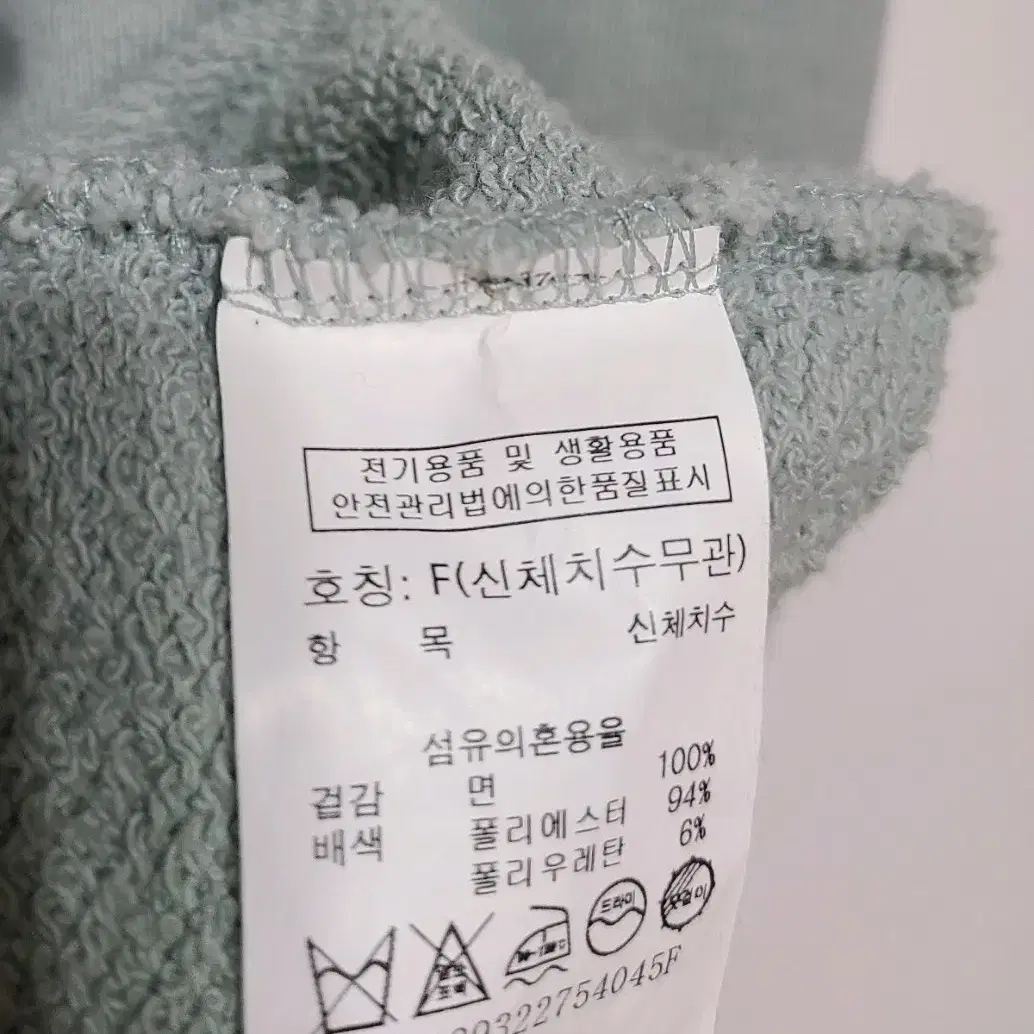 전기용품 및 생활용품
안전관리법에의한품질표시
호칭: F(신체치수무관)
항 목 신체치수
섬유의혼용율
겉감 면 100%
배색 폴리에스터 94%
폴리우레탄 6%
드라이
옷걸이